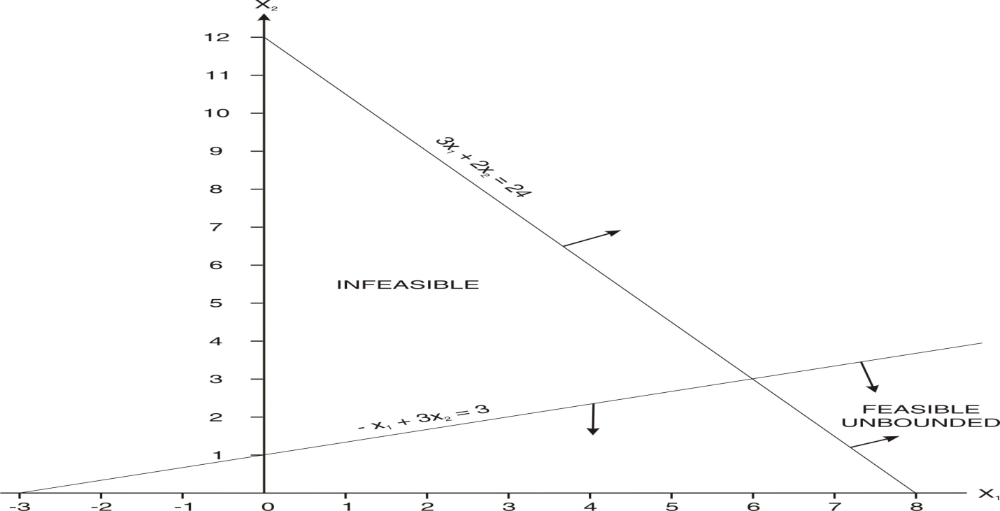 X₂
12
11
10
9
8
7
6
5
4
3
2
1
3x₁ + 2x₂ = 24
INFEASIBLE
- x₁ + 3x₂ = 3
FEASIBLE
UNBOUNDED
-3 -2 -1 0 1 2 3 4 5 6 7 8 X₁